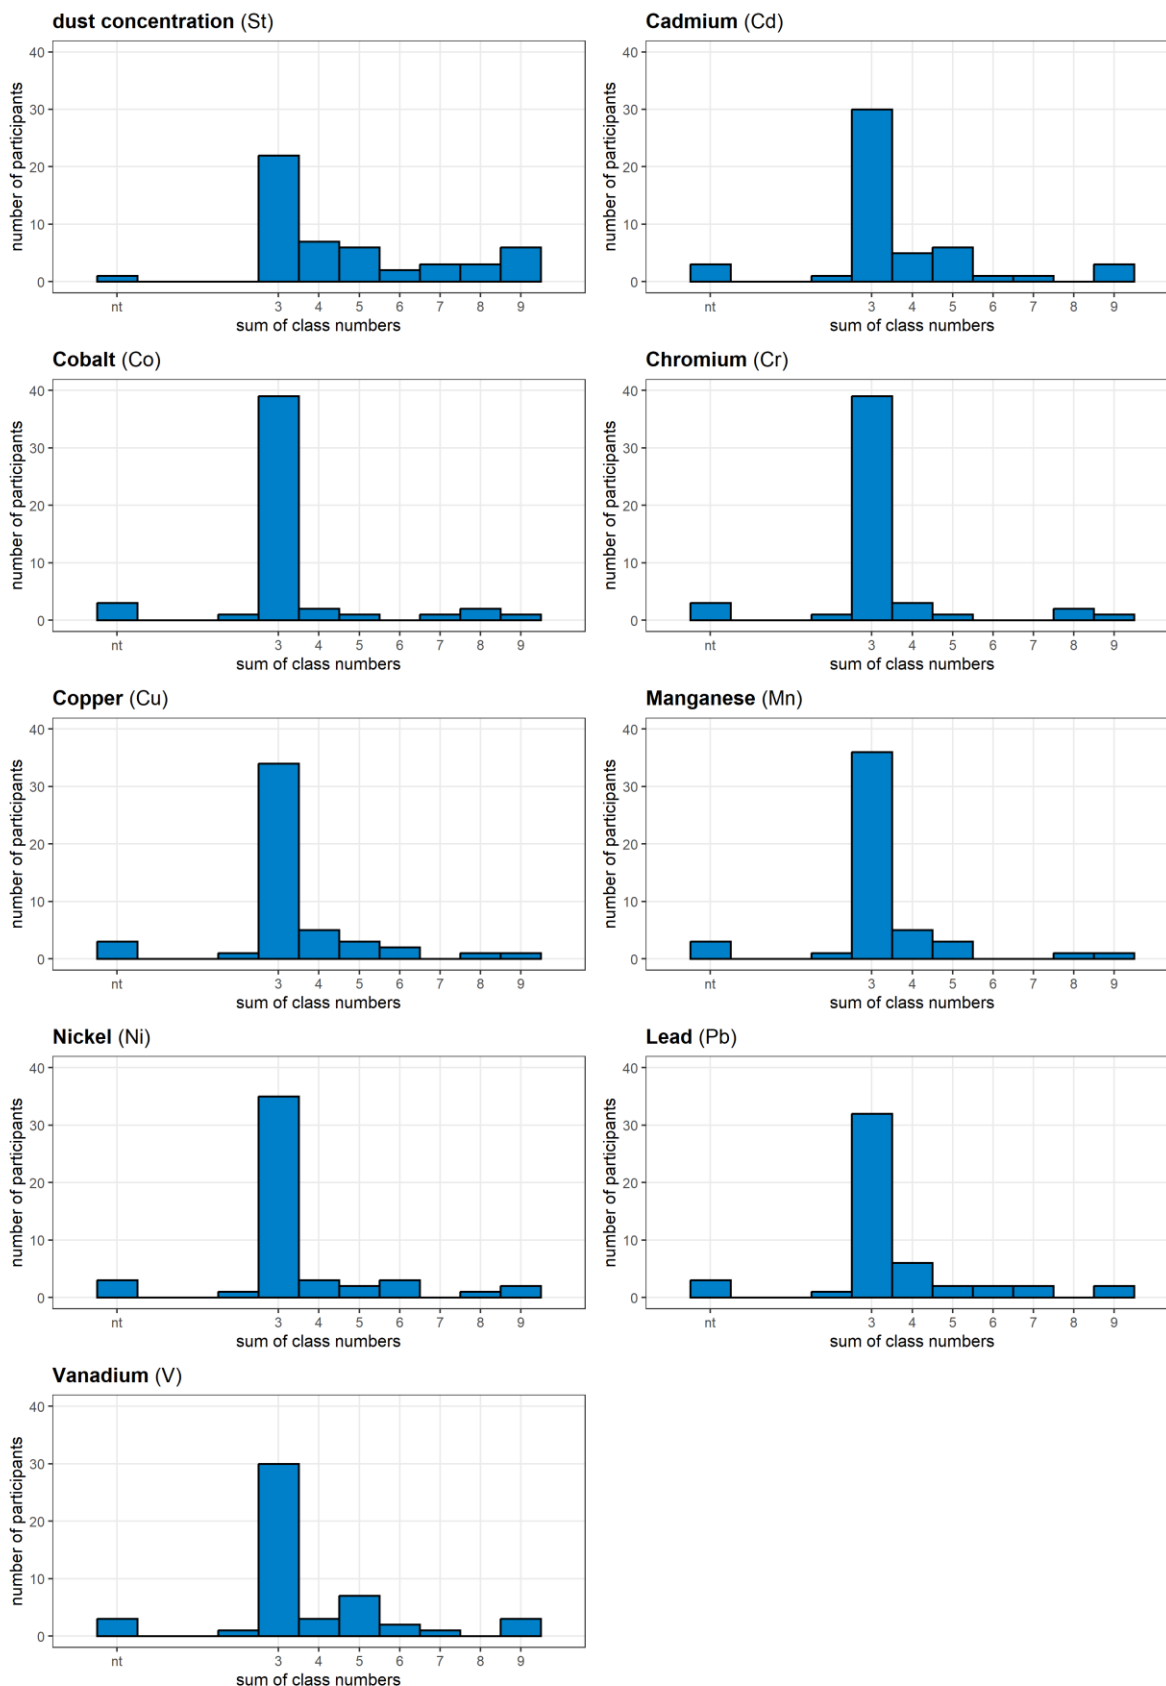 dust concentration (St)
number of participants
40
30
20
10
0
nt 3 4 5 6 7 8 9
sum of class numbers
Cadmium (Cd)
number of participants
40
30
20
10
0
nt 3 4 5 6 7 8 9
sum of class numbers
Cobalt (Co)
number of participants
40
30
20
10
0
nt 3 4 5 6 7 8 9
sum of class numbers
Chromium (Cr)
number of participants
40
30
20
10
0
nt 3 4 5 6 7 8 9
sum of class numbers
Copper (Cu)
number of participants
40
30
20
10
0
nt 3 4 5 6 7 8 9
sum of class numbers
Manganese (Mn)
number of participants
40
30
20
10
0
nt 3 4 5 6 7 8 9
sum of class numbers
Nickel (Ni)
number of participants
40
30
20
10
0
nt 3 4 5 6 7 8 9
sum of class numbers
Lead (Pb)
number of participants
40
30
20
10
0
nt 3 4 5 6 7 8 9
sum of class numbers
Vanadium (V)
number of participants
40
30
20
10
0
nt 3 4 5 6 7 8 9
sum of class numbers